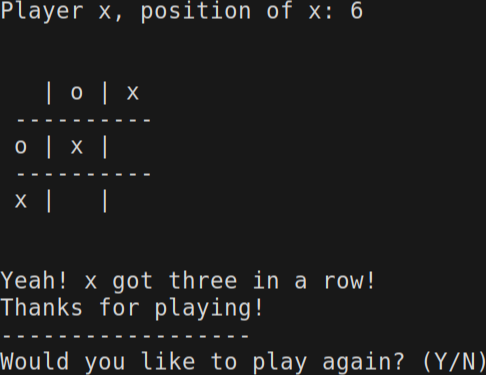 Player x, position of x: 6
  | o | x
----------
o | x |
----------
x |   |
Yeah! x got three in a row!
Thanks for playing!
------------------
Would you like to play again? (Y/N)